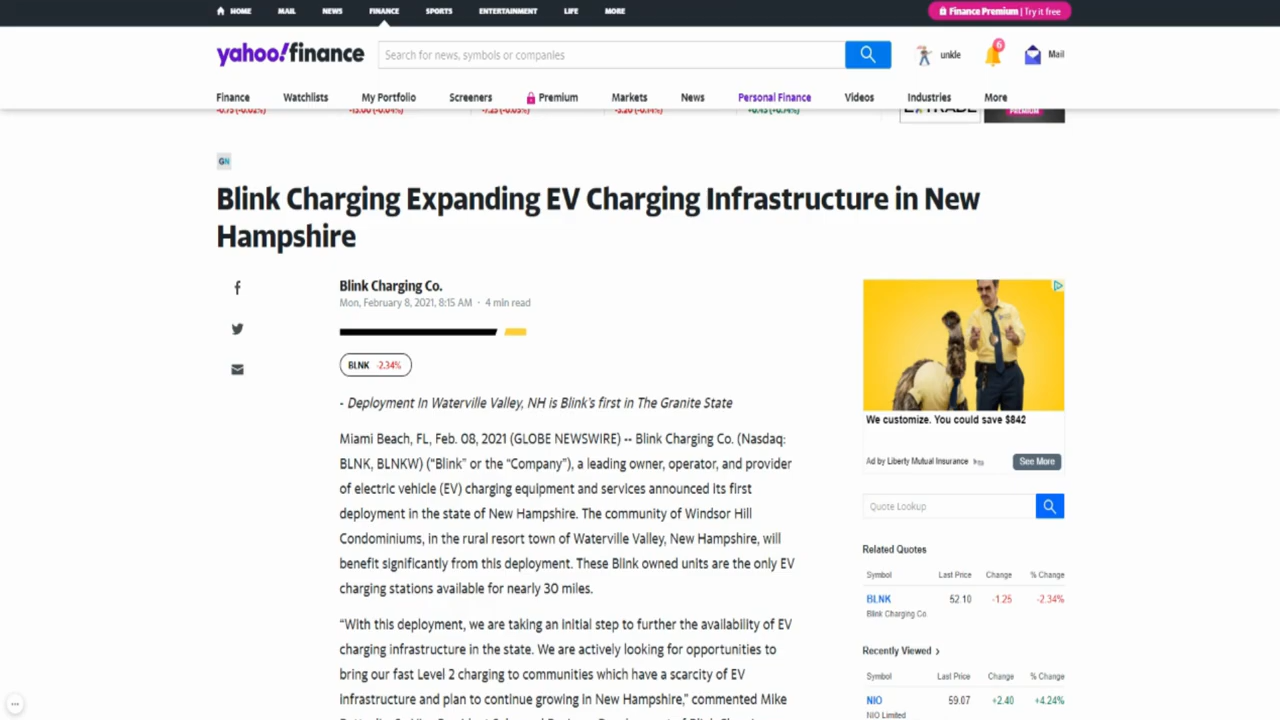 HOME MAIL NEWS FINANCE SPORTS ENTERTAINMENT LIFE MORE Finance Premium | Try it free
yahoo!finance Search for news, symbols or companies unkle 6 Mail
Finance Watchlists My Portfolio Screeners Premium Markets News Personal Finance Videos Industries More
GN
Blink Charging Expanding EV Charging Infrastructure in New
Hampshire
Blink Charging Co.
Mon, February 8, 2021, 8:15 AM · 4 min read
BLNK -2.34%
- Deployment In Waterville Valley, NH is Blink's first in The Granite State
Miami Beach, FL, Feb. 08, 2021 (GLOBE NEWSWIRE) -- Blink Charging Co. (Nasdaq:
BLNK, BLNKW) (“Blink” or the “Company”), a leading owner, operator, and provider
of electric vehicle (EV) charging equipment and services announced its first
deployment in the state of New Hampshire. The community of Windsor Hill
Condominiums, in the rural resort town of Waterville Valley, New Hampshire, will
benefit significantly from this deployment. These Blink owned units are the only EV
charging stations available for nearly 30 miles.
“With this deployment, we are taking an initial step to further the availability of EV
charging infrastructure in the state. We are actively looking for opportunities to
bring our fast Level 2 charging to communities which have a scarcity of EV
infrastructure and plan to continue growing in New Hampshire,” commented Mike
We customize. You could save $842
Ad by Liberty Mutual Insurance See More
Quote Lookup
Related Quotes
Symbol Last Price Change % Change
BLNK 52.10 -1.25 -2.34%
Blink Charging Co.
Recently Viewed
Symbol Last Price Change % Change
NIO 59.07 +2.40 +4.24%
NIO Limited